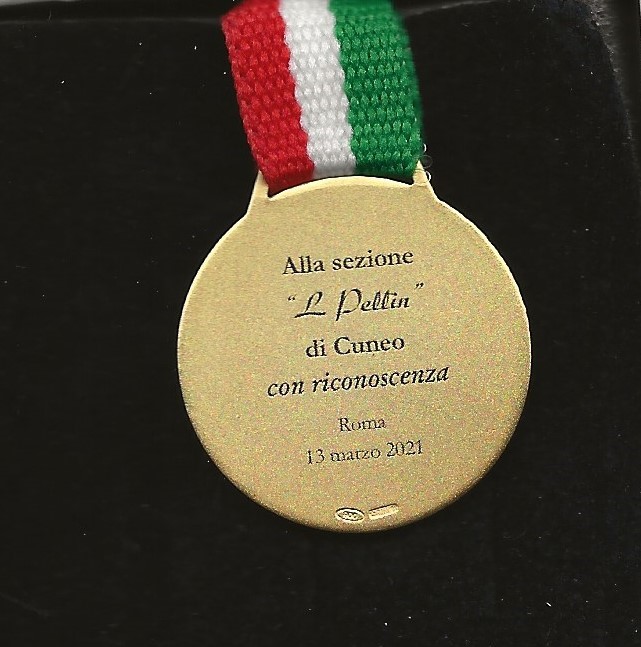 Alla sezione
"L Pellin"
di Cuneo
con riconoscenza
Roma
13 marzo 2021